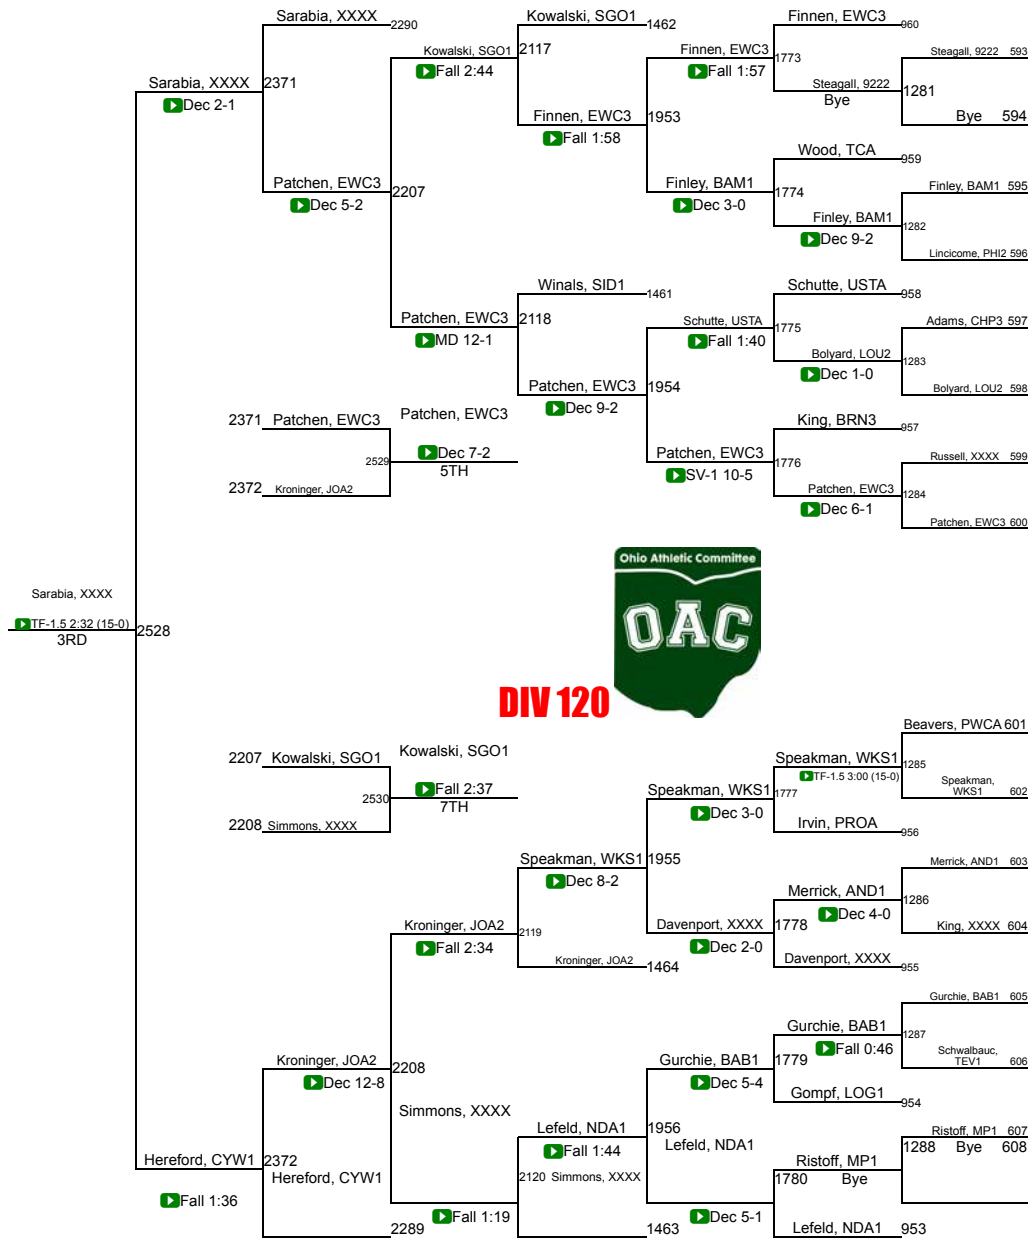 Sarabia, XXXX
2290
Kowalski, SGO1
1462
Finnen, EWC3
960
Kowalski, SGO1
2117
Fall 2:44
Finnen, EWC3
1773
Fall 1:57
Steagall, 9222 593
Sarabia, XXXX
2371
Dec 2-1
Steagall, 9222
1281
Bye
Bye 594
Finnen, EWC3
1953
Fall 1:58
Wood, TCA
959
Patchen, EWC3
2207
Dec 5-2
Finley, BAM1
1774
Dec 3-0
Finley, BAM1 595
Finley, BAM1
1282
Dec 9-2
Lincicome, PHI2 596
Winals, SID1
1461
Schutte, USTA
958
Patchen, EWC3
2118
MD 12-1
Schutte, USTA
1775
Fall 1:40
Adams, CHP3 597
Bolyard, LOU2
1283
Dec 1-0
Bolyard, LOU2 598
Patchen, EWC3
1954
Dec 9-2
2371 Patchen, EWC3
Patchen, EWC3
King, BRN3
957
2529
Dec 7-2
5TH
Patchen, EWC3
1776
SV-1 10-5
Russell, XXXX 599
2372 Kroninger, JOA2
Patchen, EWC3
1284
Dec 6-1
Patchen, EWC3 600
Ohio Athletic Committee
OAC
Sarabia, XXXX
TF-1.5 2:32 (15-0)
2528
3RD
DIV 120
Beavers, PWCA 601
2207 Kowalski, SGO1
Kowalski, SGO1
Speakman, WKS1
1285
TF-1.5 3:00 (15-0)
Speakman,
WKS1 602
2530
Fall 2:37
7TH
Speakman, WKS1
1777
Dec 3-0
2208 Simmons, XXXX
Irvin, PROA
956
Speakman, WKS1
1955
Dec 8-2
Merrick, AND1 603
Merrick, AND1
1286
Dec 4-0
King, XXXX 604
Kroninger, JOA2
2119
Fall 2:34
Davenport, XXXX
1778
Dec 2-0
Kroninger, JOA2
1464
Davenport, XXXX
955
Gurchie, BAB1 605
Gurchie, BAB1
1287
Fall 0:46
Schwalbauc,
TEV1 606
Kroninger, JOA2
2208
Dec 12-8
Gurchie, BAB1
1779
Dec 5-4
Gompf, LOG1
954
Simmons, XXXX
Lefeld, NDA1
1956
Fall 1:44
Lefeld, NDA1
Ristoff, MP1 607
1288 Bye 608
Hereford, CYW1
2372
Hereford, CYW1
2120 Simmons, XXXX
Ristoff, MP1
1780 Bye
Fall 1:36
2289
Fall 1:19
1463
Dec 5-1
Lefeld, NDA1
953